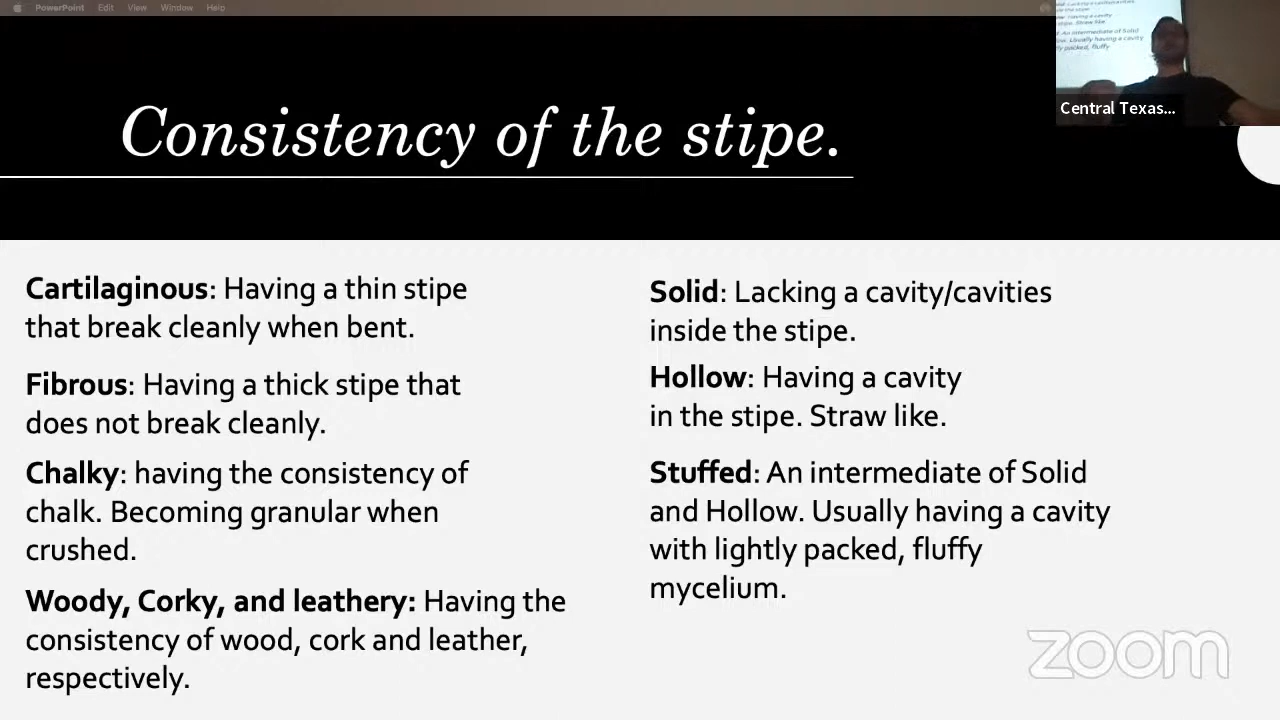 PowerPoint Edit View Window Help
Central Texas...
Consistency of the stipe.
Cartilaginous: Having a thin stipe
that break cleanly when bent.
Fibrous: Having a thick stipe that
does not break cleanly.
Chalky: having the consistency of
chalk. Becoming granular when
crushed.
Woody, Corky, and leathery: Having the
consistency of wood, cork and leather,
respectively.
Solid: Lacking a cavity/cavities
inside the stipe.
Hollow: Having a cavity
in the stipe. Straw like.
Stuffed: An intermediate of Solid
and Hollow. Usually having a cavity
with lightly packed, fluffy
mycelium.
zoom